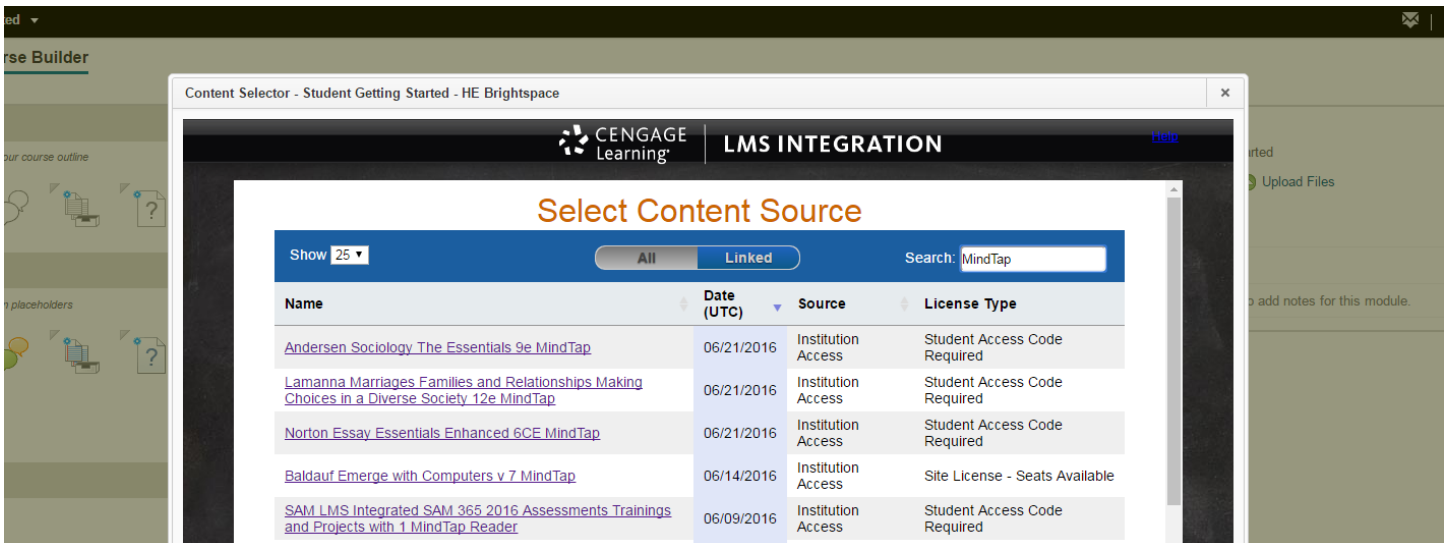 ted
rse Builder
Content Selector - Student Getting Started - HE Brightspace
×
our course outline
CENGAGE
Learning
LMS INTEGRATION
Help
arted
Upload Files
Select Content Source
Show 25
All
Linked
Search: MindTap
n placeholders
o add notes for this module.
Name
Date
(UTC)
Source
License Type
Andersen Sociology The Essentials 9e MindTap
06/21/2016
Institution
Access
Student Access Code
Required
Lamanna Marriages Families and Relationships Making
Choices in a Diverse Society 12e MindTap
06/21/2016
Institution
Access
Student Access Code
Required
Norton Essay Essentials Enhanced 6CE MindTap
06/21/2016
Institution
Access
Student Access Code
Required
Baldauf Emerge with Computers v 7 MindTap
06/14/2016
Institution
Access
Site License - Seats Available
SAM LMS Integrated SAM 365 2016 Assessments Trainings
and Projects with 1 MindTap Reader
06/09/2016
Institution
Access
Student Access Code
Required